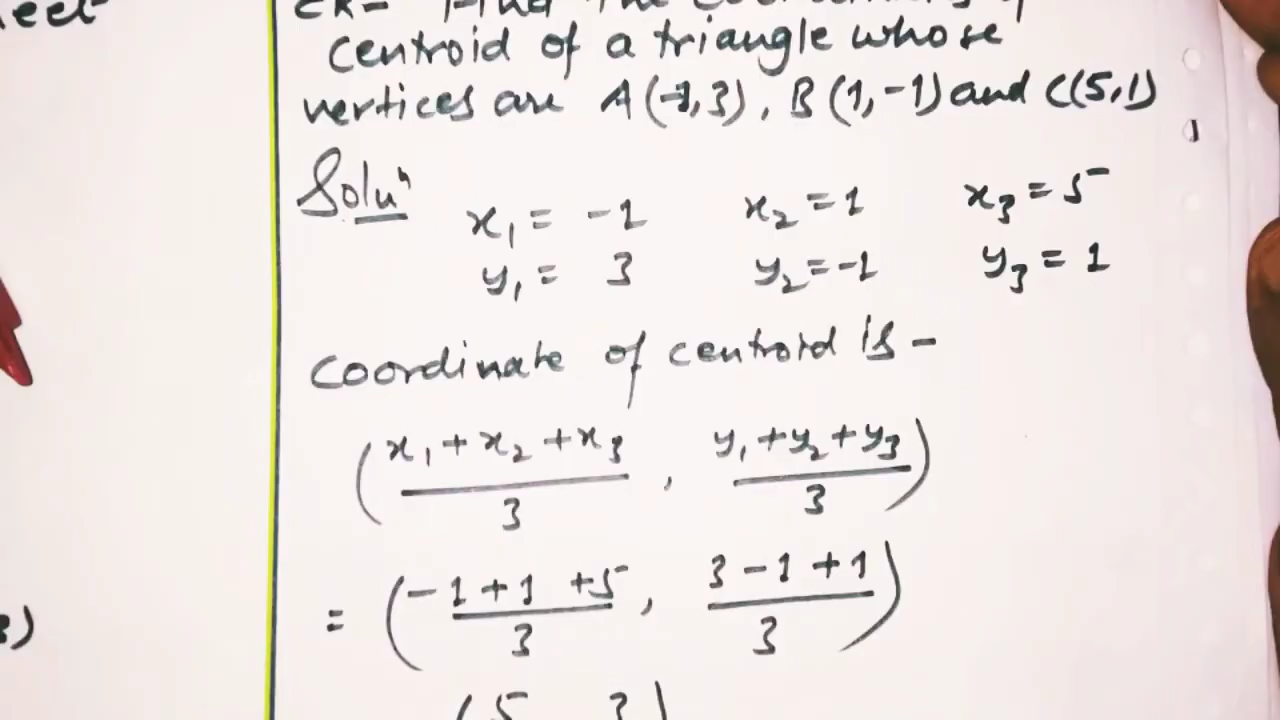 centroid of a triangle whose
vertices are A(-1,3), B(1,-1) and C(5,1)
Solu^n
x₁ = -1 x₂ = 1 x₃ = 5
y₁ = 3 y₂ = -1 y₃ = 1
coordinate of centroid is -
(x₁ + x₂ + x₃ / 3 , y₁ + y₂ + y₃ / 3)
= (-1 + 1 + 5 / 3 , 3 - 1 + 1 / 3)